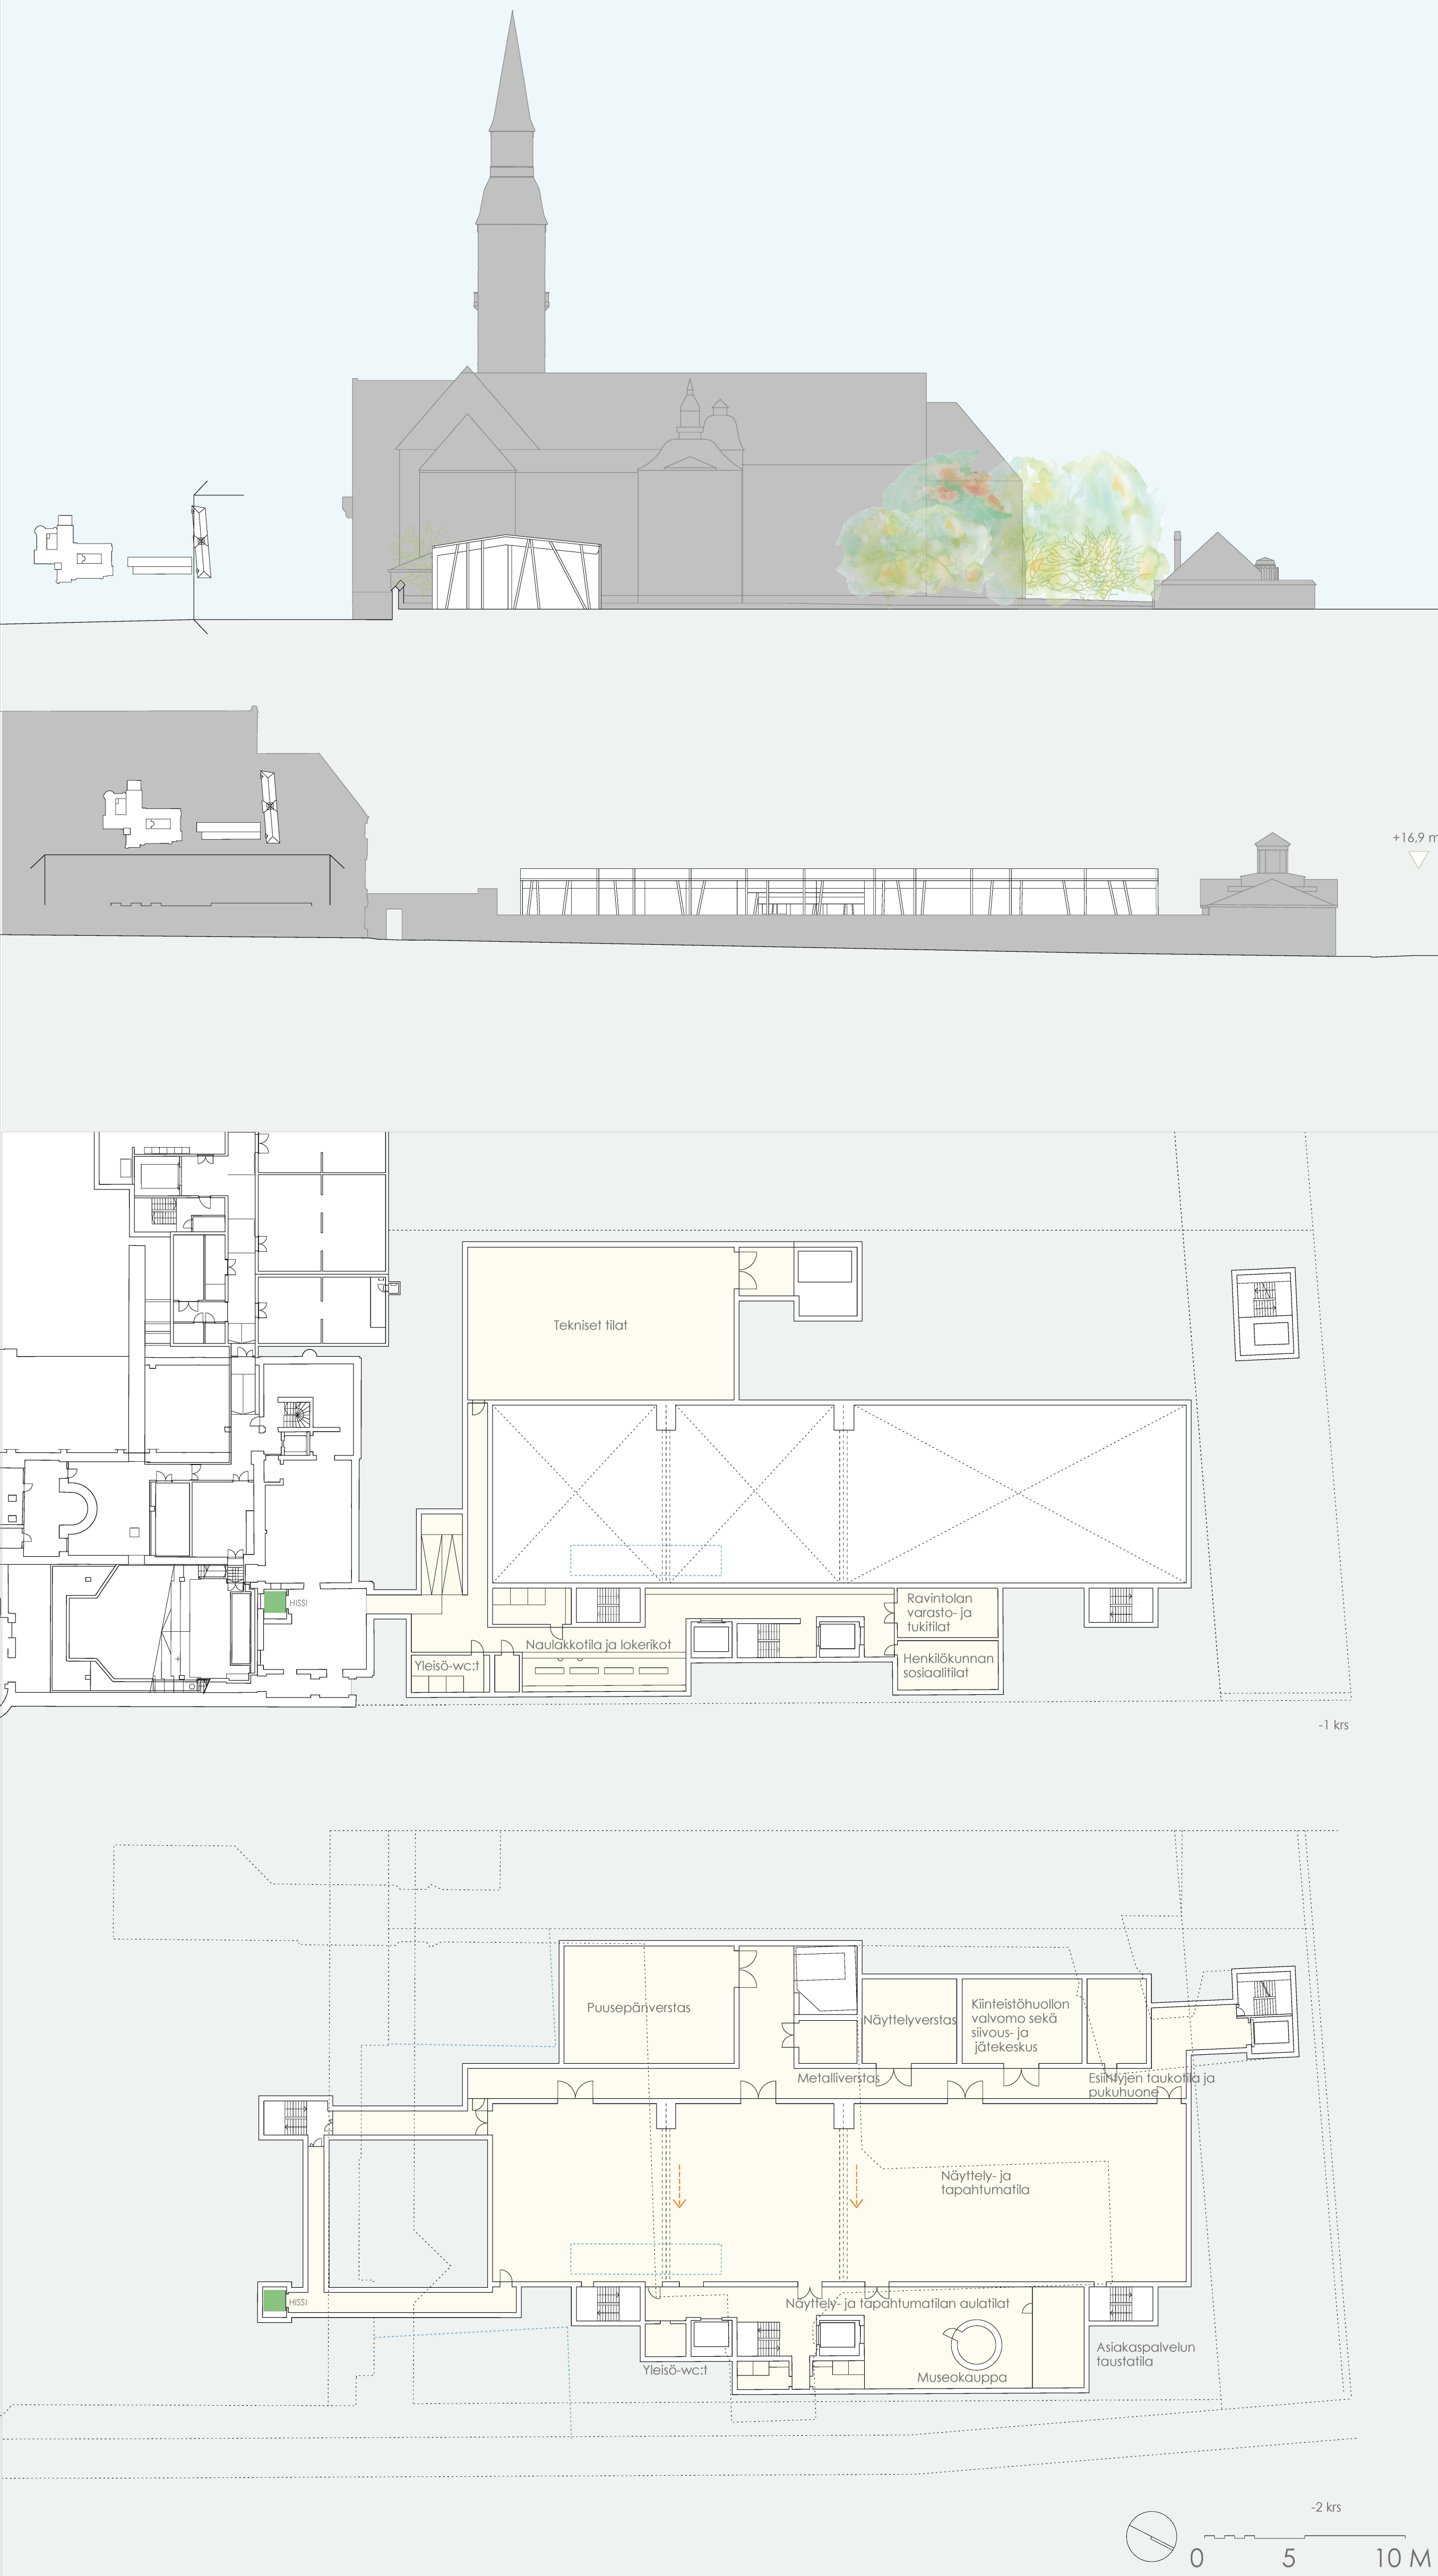 +16,9 m
Tekniset tilat
HISSI
Ravintolan
varasto- ja
tukitilat
Naulakkotila ja lokerikot
Yleisö-wc:t
Henkilökunnan
sosiaalitilat
-1 krs
Puusepänverstas
Näyttelyverstas
Kiinteistöhuollon
valvomo sekä
siivous- ja
jätekeskus
Metalliverstas
Esiintyjen taukotila ja
pukuhuone
Näyttely- ja
tapahtumatila
HISSI
Näyttely- ja tapahtumatilan aulatilat
Asiakaspalvelun
taustatila
Yleisö-wc:t
Museokauppa
-2 krs
0 5 10 M